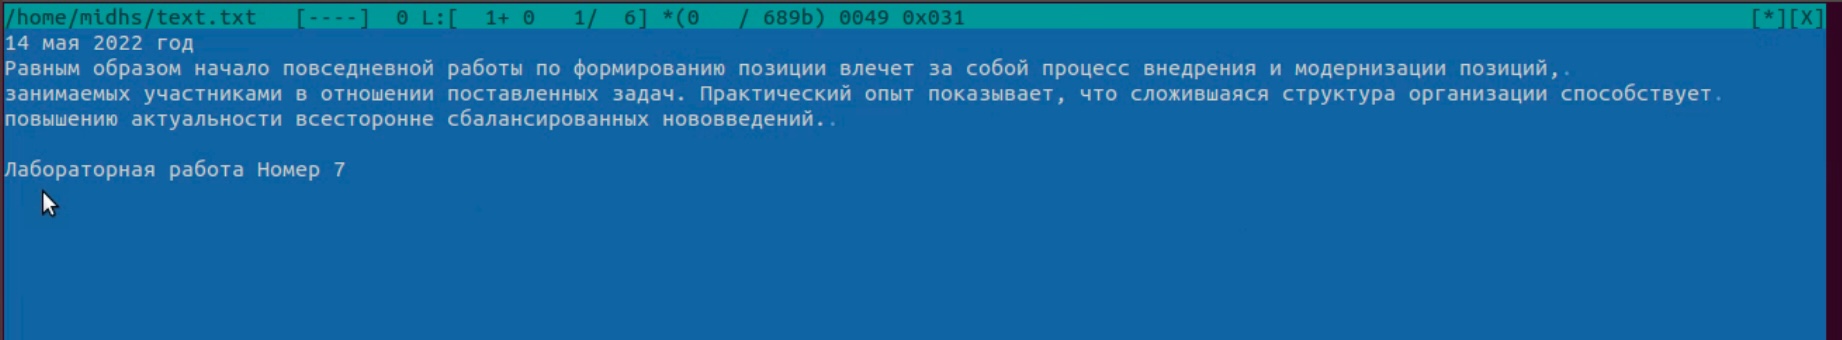 /home/midhs/text.txt   [----]  0 L:[  1+ 0   1/  6] *(0   / 689b) 0049 0x031 [*][X]
14 мая 2022 год
Равным образом начало повседневной работы по формированию позиции влечет за собой процесс внедрения и модернизации позиций,.
занимаемых участниками в отношении поставленных задач. Практический опыт показывает, что сложившаяся структура организации способствует.
повышению актуальности всесторонне сбалансированных нововведений..
Лабораторная работа Номер 7